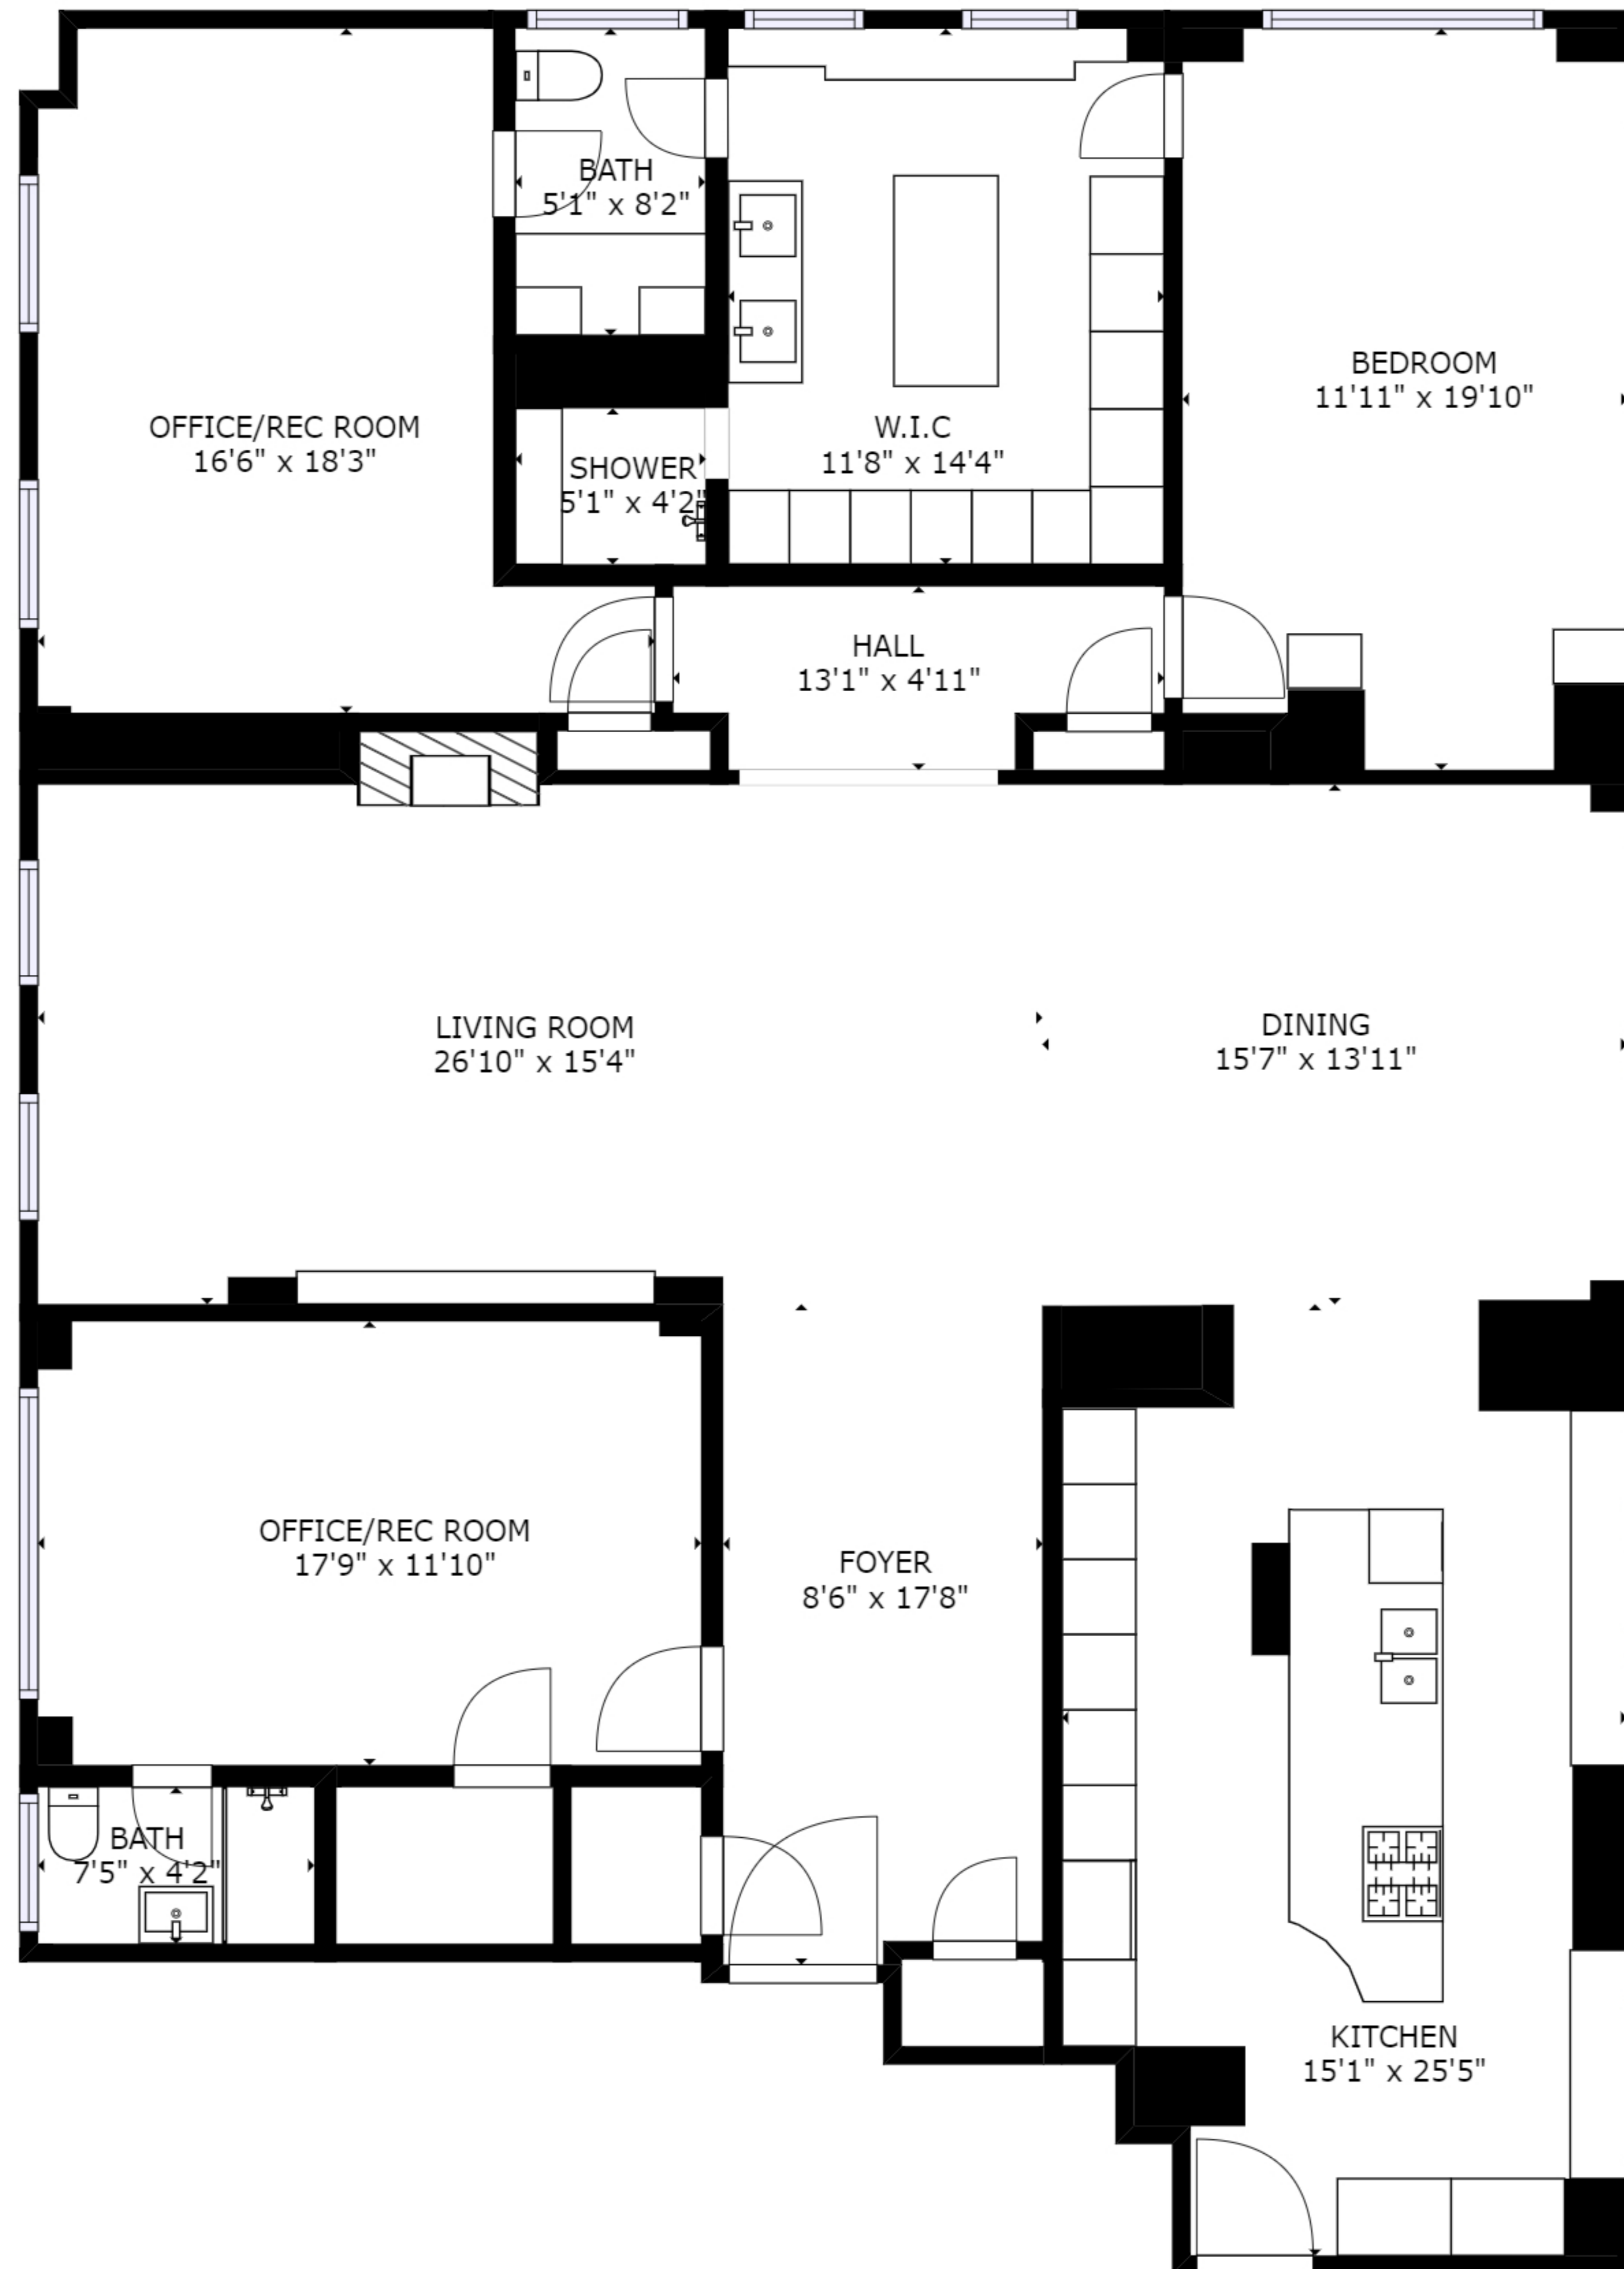 BATH
5'1" x 8'2"
BEDROOM
11'11" x 19'10"
OFFICE/REC ROOM
16'6" x 18'3"
W.I.C
11'8" x 14'4"
SHOWER
5'1" x 4'2"
HALL
13'1" x 4'11"
LIVING ROOM
26'10" x 15'4"
DINING
15'7" x 13'11"
OFFICE/REC ROOM
17'9" x 11'10"
FOYER
8'6" x 17'8"
BATH
7'5" x 4'2"
KITCHEN
15'1" x 25'5"